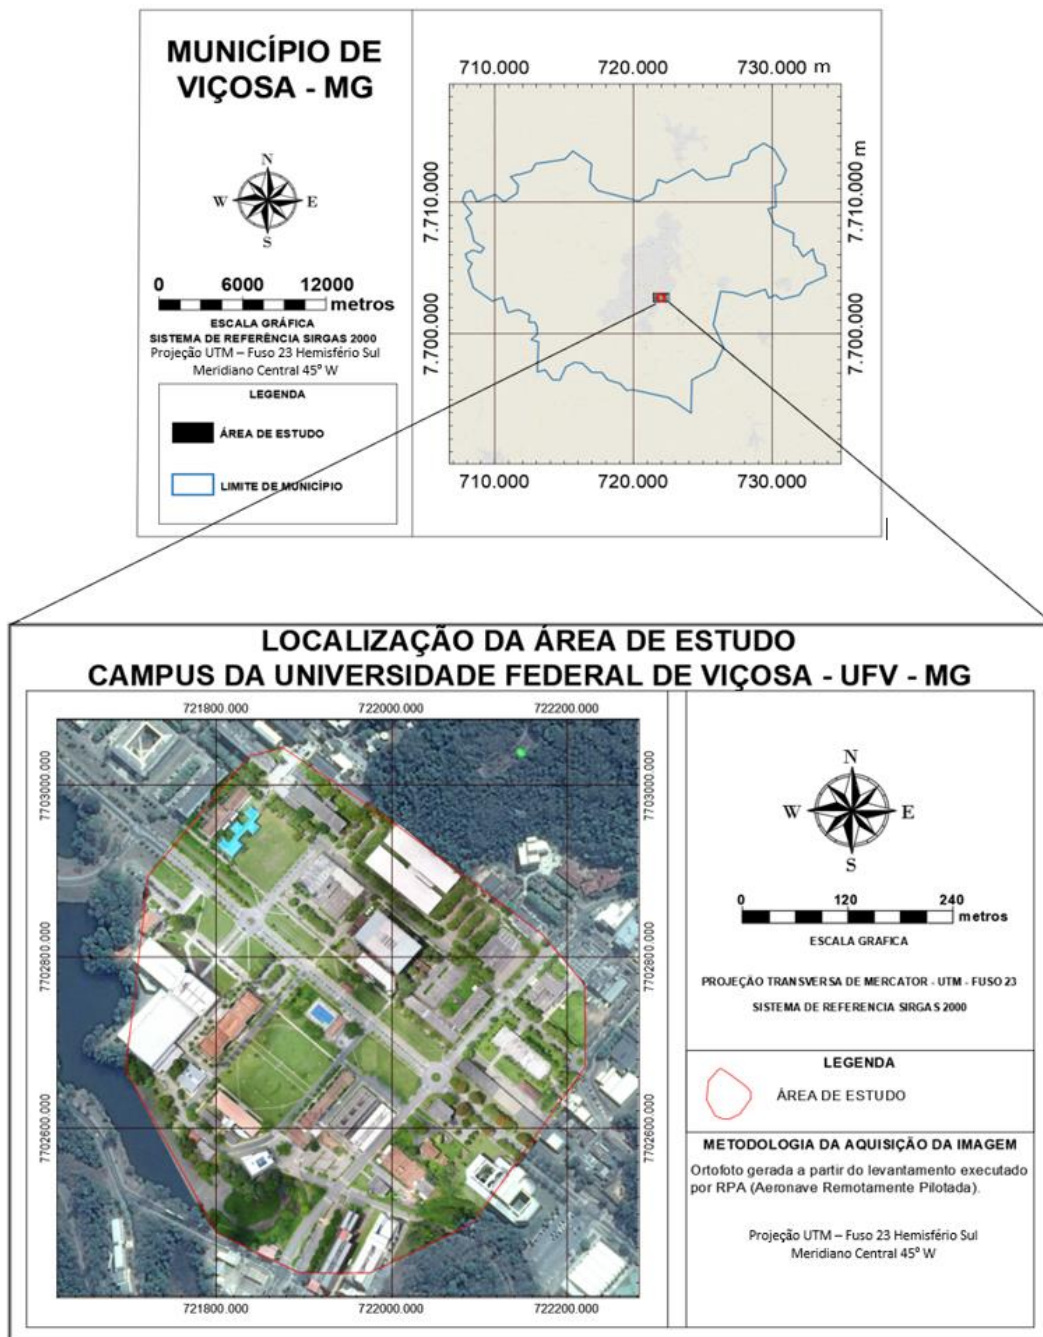 MUNICÍPIO DE
VIÇOSA - MG
N
W E
S
0 6000 12000
metros
ESCALA GRÁFICA
SISTEMA DE REFERÊNCIA SIRGAS 2000
Projeção UTM – Fuso 23 Hemisfério Sul
Meridiano Central 45° W
LEGENDA
ÁREA DE ESTUDO
LIMITE DE MUNICÍPIO
710.000 720.000 730.000 m
7.710.000
7.700.000
7.710.000 m
7.700.000
710.000 720.000 730.000
LOCALIZAÇÃO DA ÁREA DE ESTUDO
CAMPUS DA UNIVERSIDADE FEDERAL DE VIÇOSA - UFV - MG
721800.000 722000.000 722200.000
7703000.000
7702800.000
7702600.000
7703000.000
7702800.000
7702600.000
721800.000 722000.000 722200.000
N
W E
S
0 120 240
metros
ESCALA GRAFICA
PROJEÇÃO TRANSVERSA DE MERCATOR - UTM - FUSO 23
SISTEMA DE REFERENCIA SIRGAS 2000
LEGENDA
ÁREA DE ESTUDO
METODOLOGIA DA AQUISIÇÃO DA IMAGEM
Ortofoto gerada a partir do levantamento executado
por RPA (Aeronave Remotamente Pilotada).
Projeção UTM – Fuso 23 Hemisfério Sul
Meridiano Central 45° W